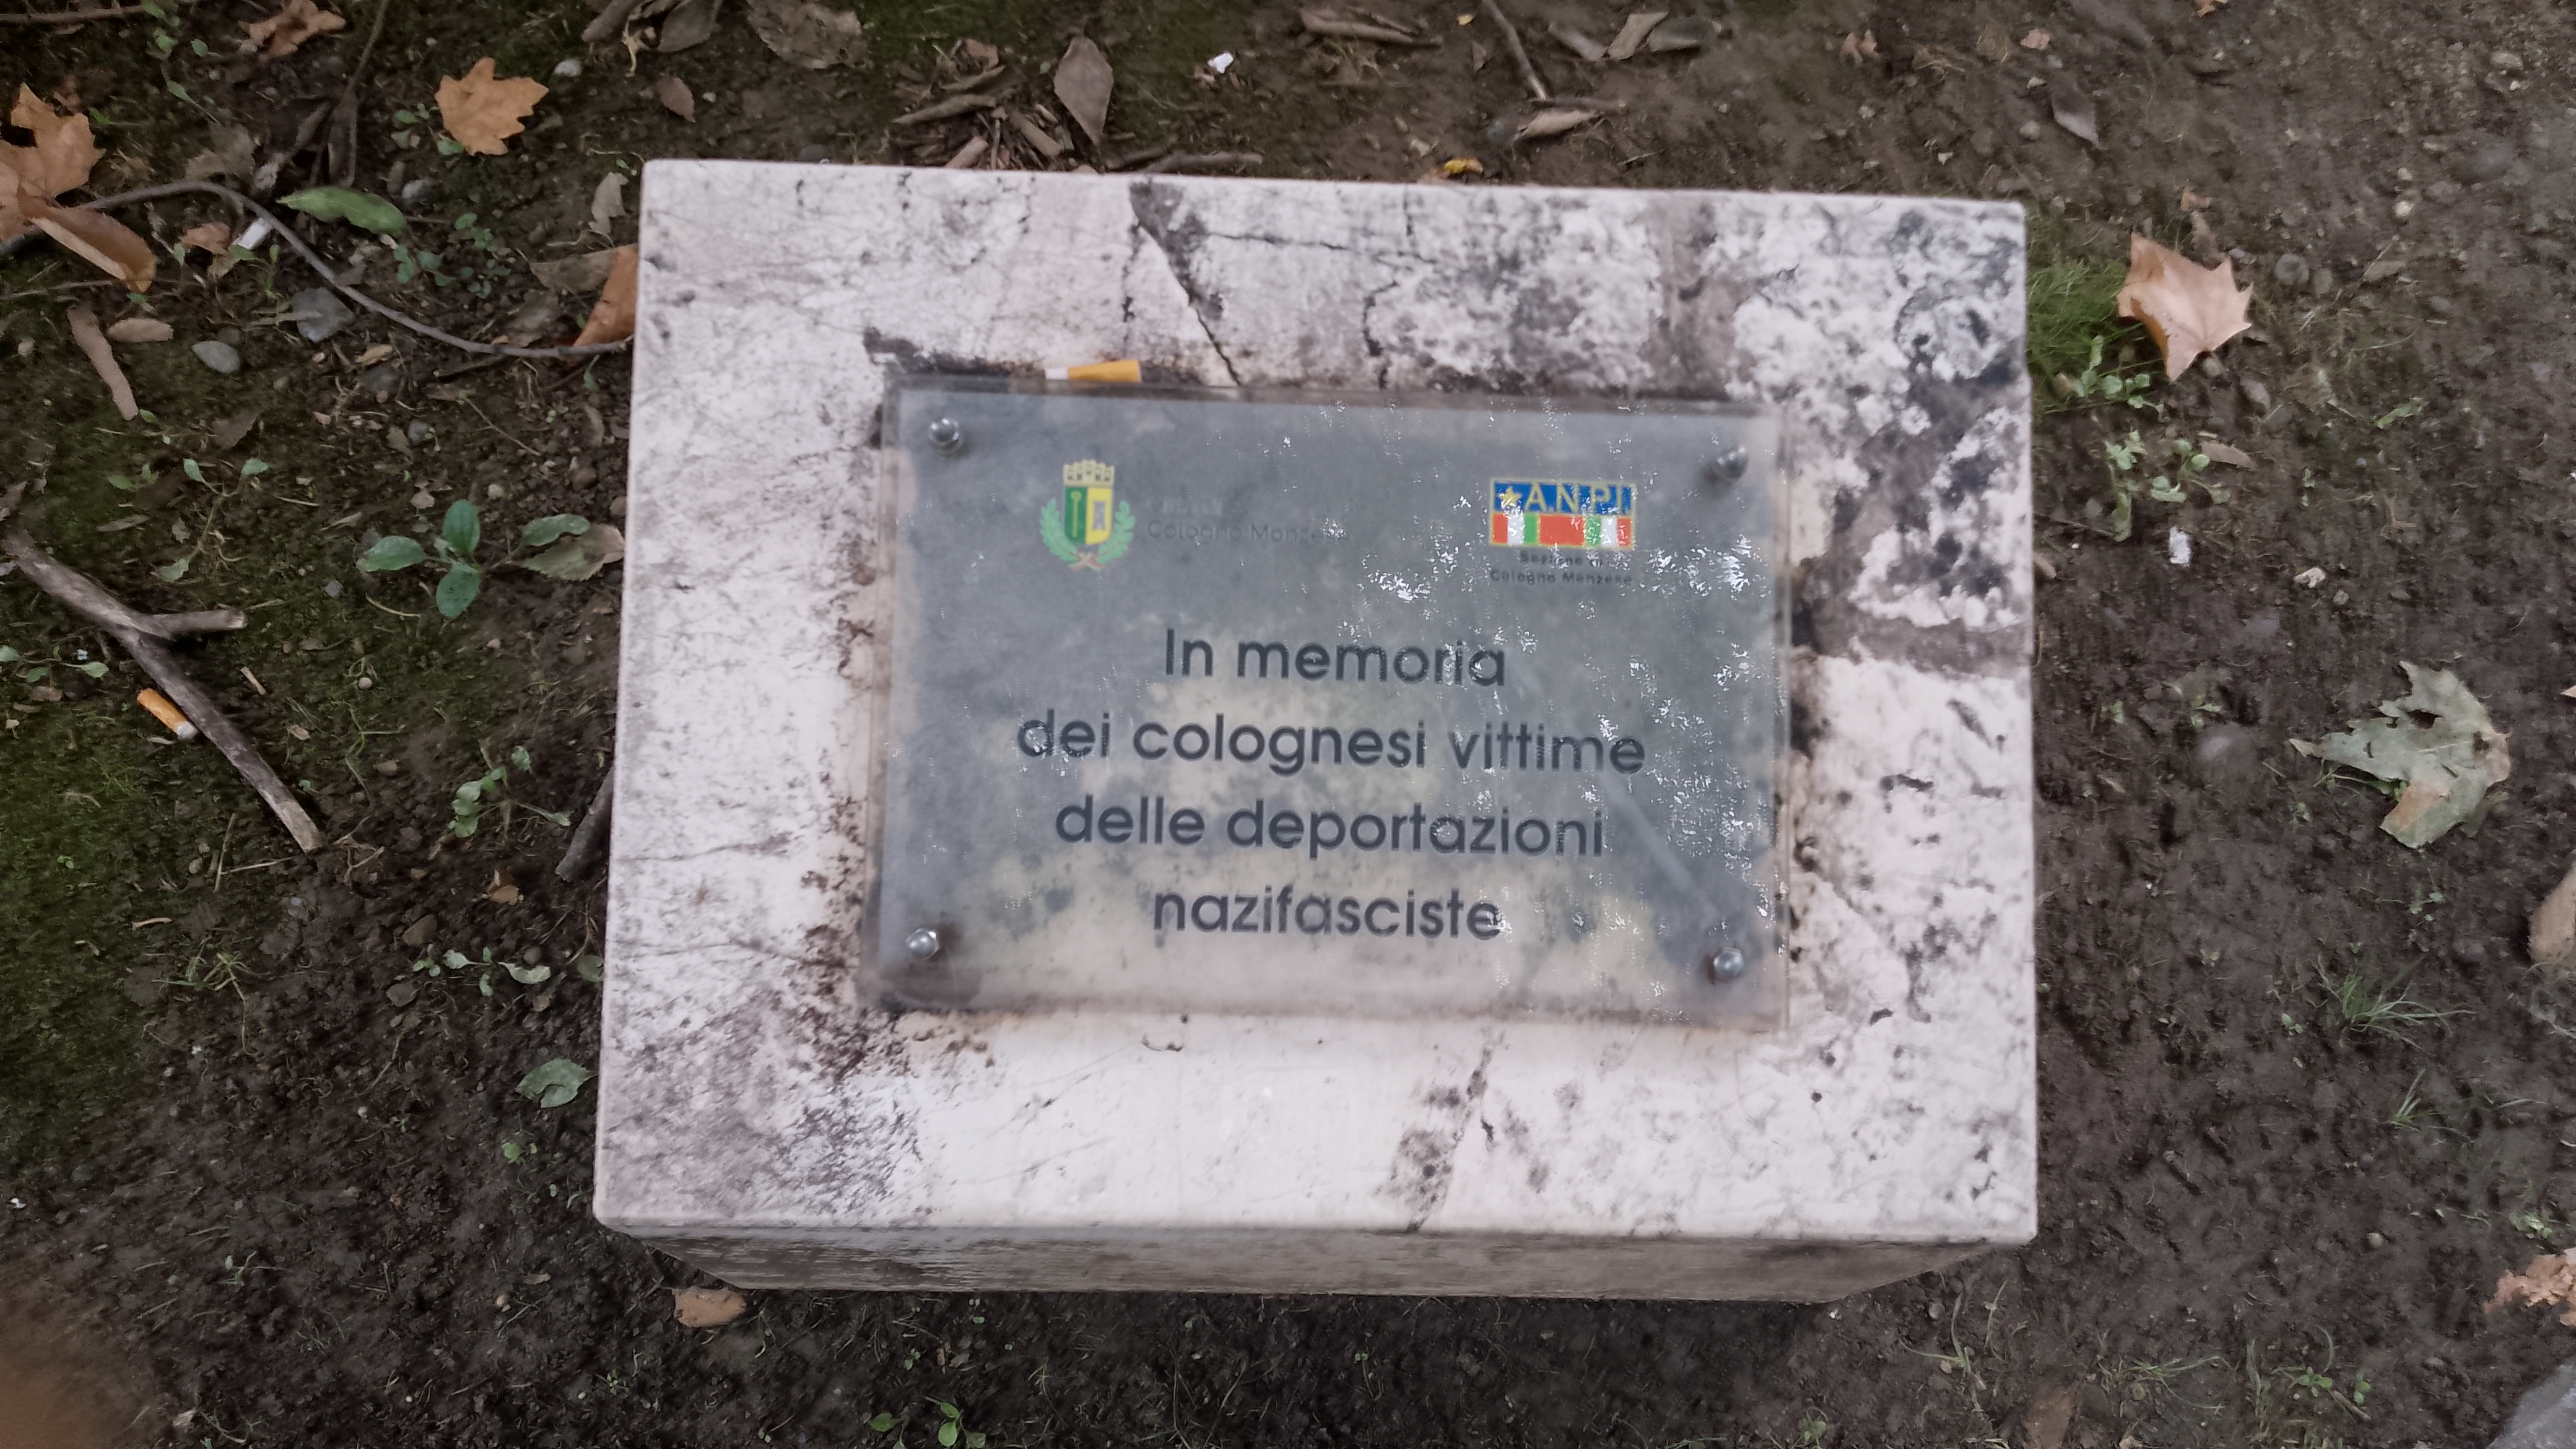 Cologno Monzese
A.N.P.I.
Sezione di
Cologno Monzese
In memoria
dei colognesi vittime
delle deportazioni
nazifasciste